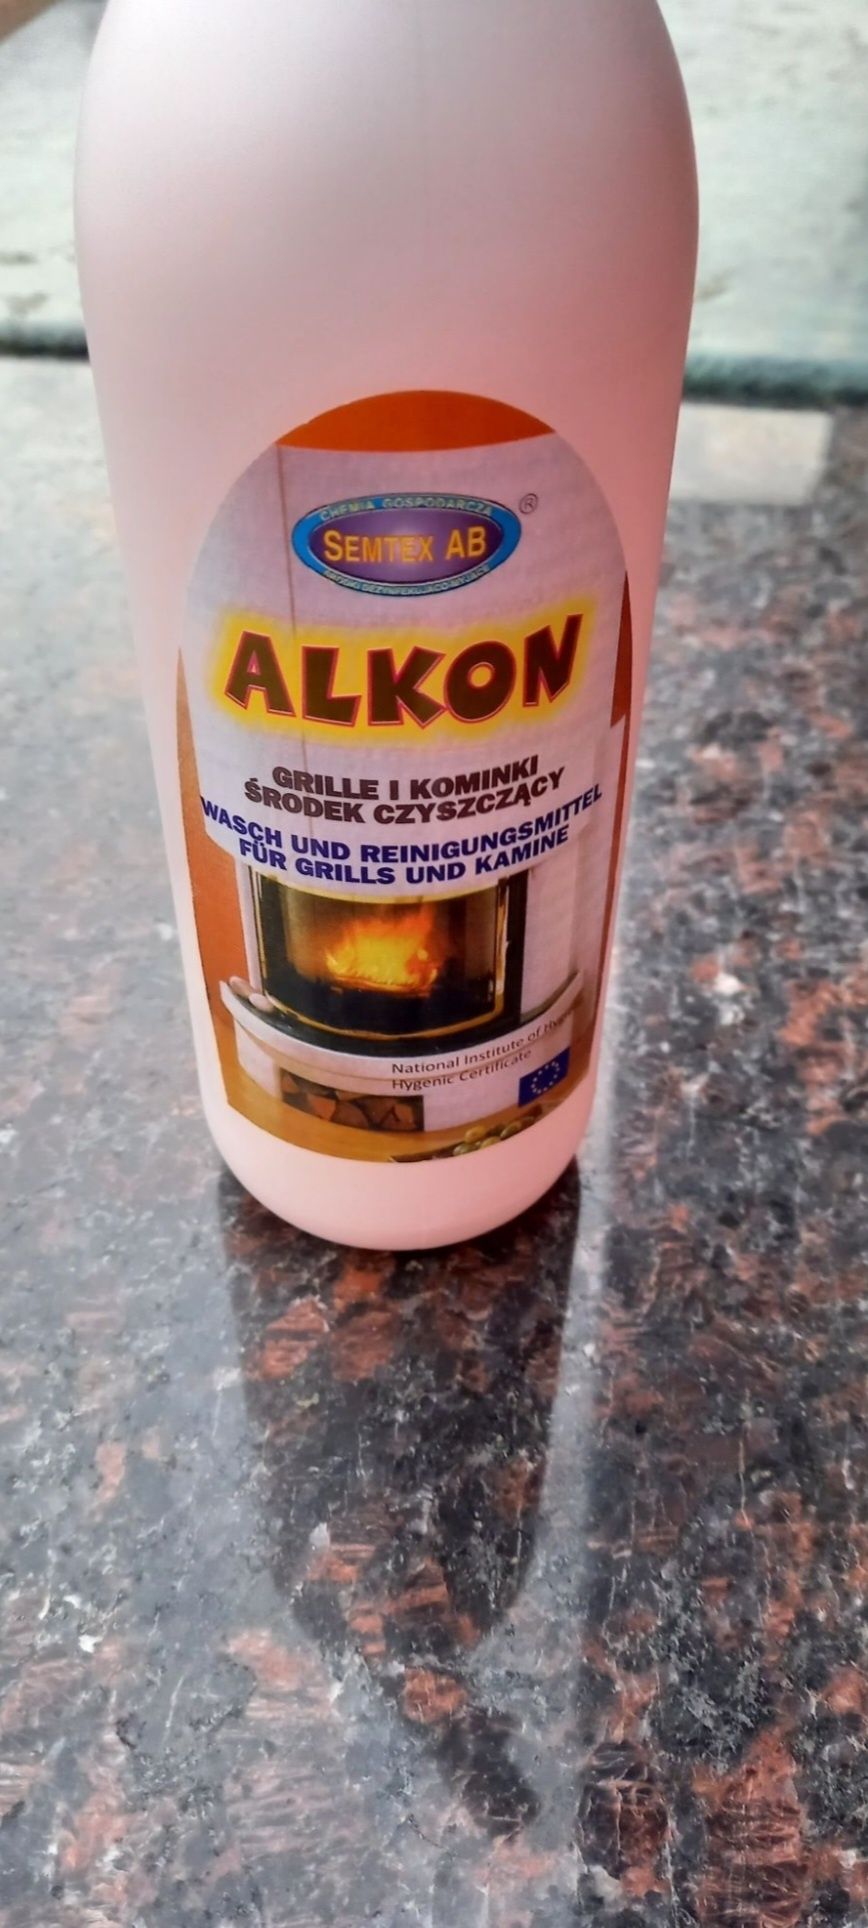 CHEMIA GOSPODARCZA
®
SEMTEX AB
ALKON
GRILLE I KOMINKI
ŚRODEK CZYSZCZĄCY
WASCH UND REINIGUNGSMITTEL
FÜR GRILLS UND KAMINE
National Institute of
Hygenic Certificate